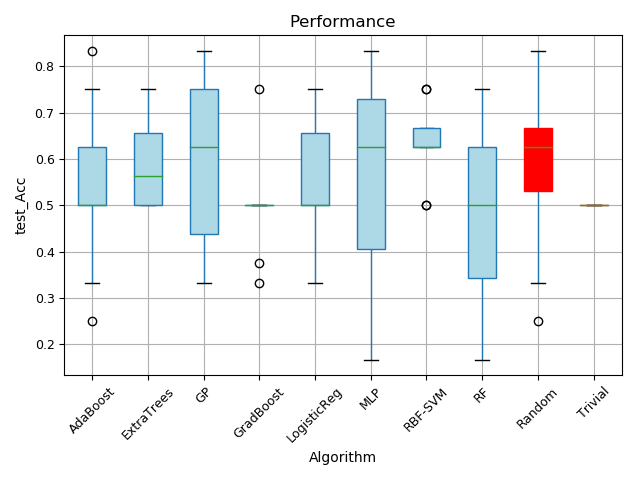 Performance
test_Acc
0.8
0.7
0.6
0.5
0.4
0.3
0.2
AdaBoost
ExtraTrees
GP
GradBoost
LogisticReg
MLP
RBF-SVM
RF
Random
Trivial
Algorithm